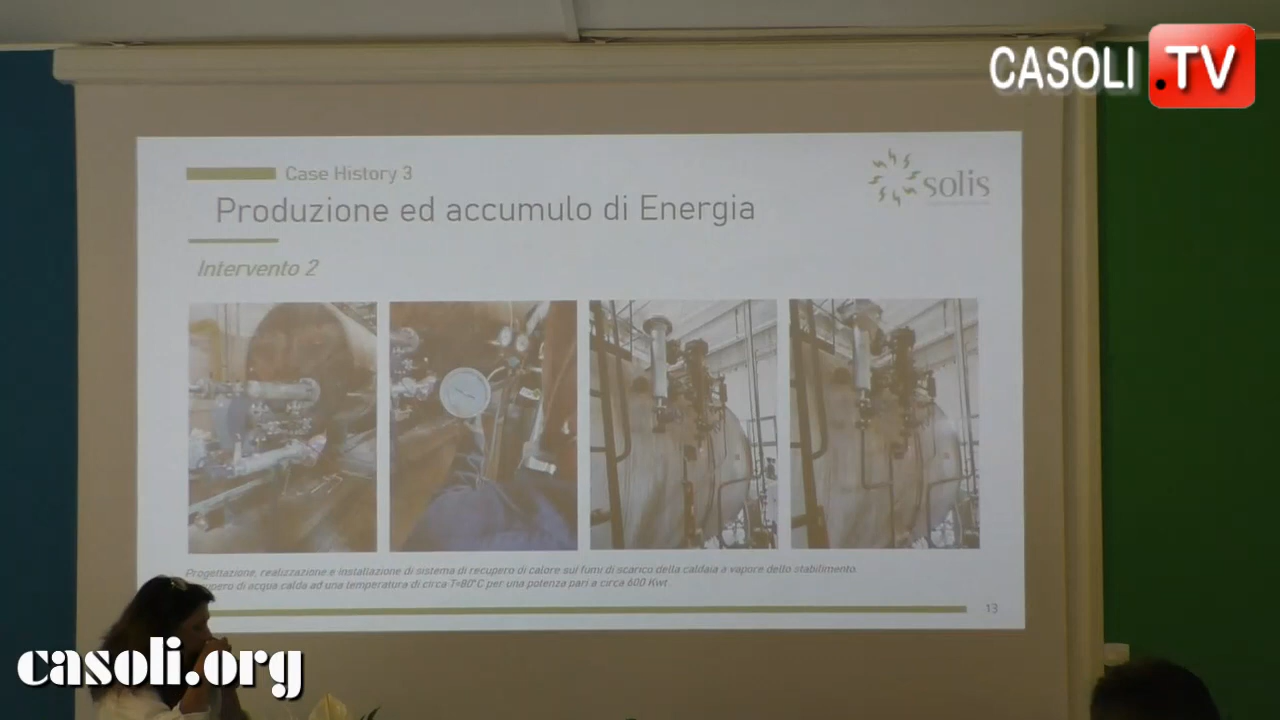 CASOLI .TV
Case History 3
solis
Produzione ed accumulo di Energia
Intervento 2
Progettazione, realizzazione e installazione di sistema di recupero di calore sui fumi di scarico della caldaia a vapore dello stabilimento.
di acqua calda ad una temperatura di circa T=80°C per una potenza pari a circa 600 Kwt
13
casoli.org